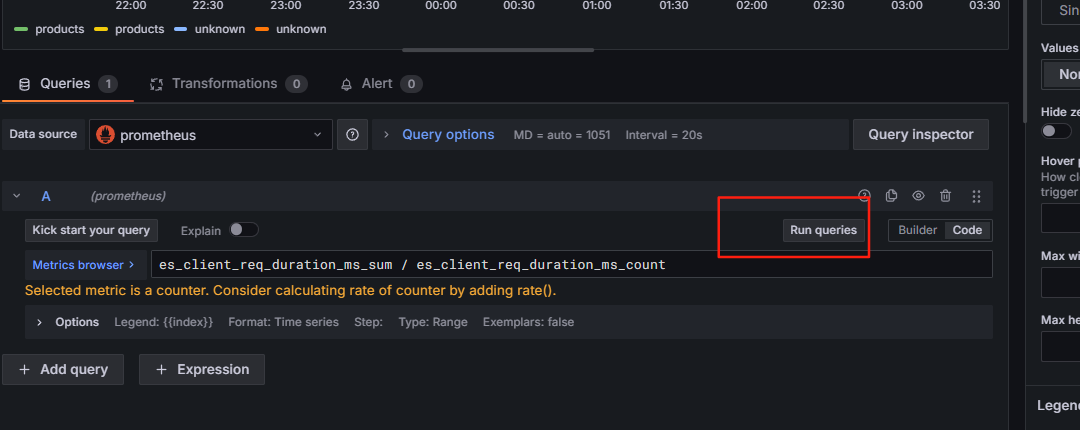 22:00 22:30 23:00 23:30 00:00 00:30 01:00 01:30 02:00 02:30 03:00 03:30
products products unknown unknown
Sin
Values
Queries 1 Transformations 0 Alert 0
Data source prometheus Query options MD = auto = 1051 Interval = 20s Query inspector
Hide ze
Hover p
How cl
trigger
A (prometheus)
Kick start your query Explain Run queries Builder Code
Metrics browser > es_client_req_duration_ms_sum / es_client_req_duration_ms_count
Selected metric is a counter. Consider calculating rate of counter by adding rate().
Max wi
Options Legend: {{index}} Format: Time series Step: Type: Range Exemplars: false
Max he
+ Add query + Expression
Legen